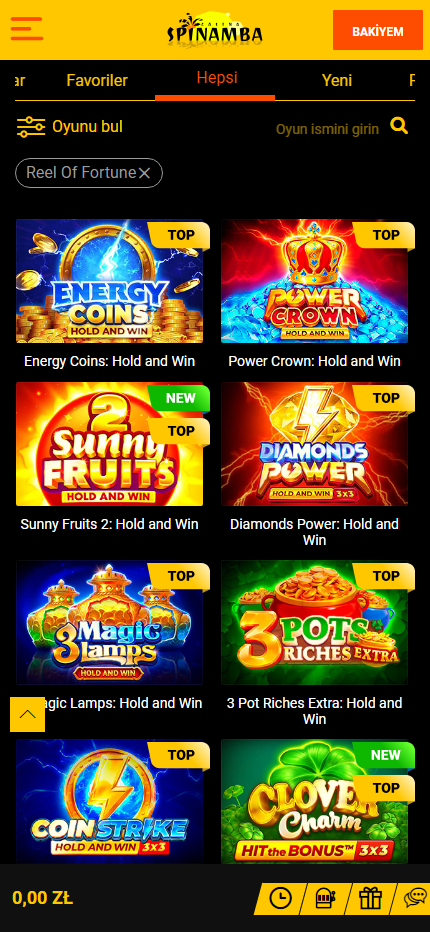 CASINO
SPINAMBA
BAKİYEM
ar Favoriler Hepsi Yeni
Oyunu bul
Oyun ismini girin
Reel Of Fortune
TOP
ENERGY
COINS
HOLD AND WIN
Energy Coins: Hold and Win
TOP
POWER
CROWN
HOLD AND WIN
Power Crown: Hold and Win
NEW
TOP
2
Sunny
FRUITS
HOLD AND WIN
Sunny Fruits 2: Hold and Win
TOP
DIAMONDS
POWER
HOLD AND WIN 3X3
Diamonds Power: Hold and
Win
TOP
3 Magic
Lamps
HOLD AND WIN
agic Lamps: Hold and Win
TOP
3 POTS
RICHES EXTRA
3 Pot Riches Extra: Hold and
Win
TOP
COIN STRIKE
HOLD AND WIN 3X3
NEW
TOP
CLOVER
Charm
HIT the BONUS™ 3X3
0,00 ZŁ